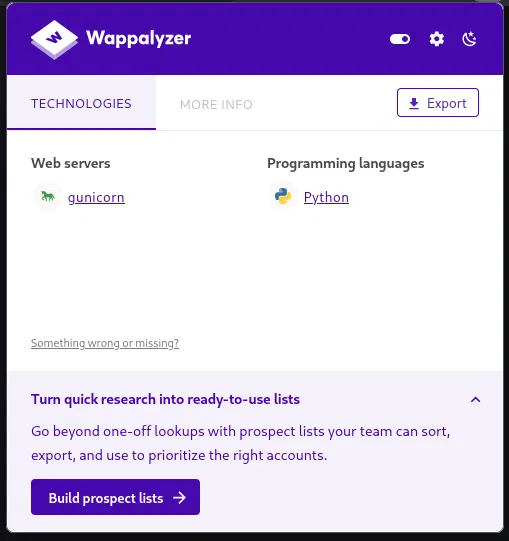 Wappalyzer
TECHNOLOGIES
MORE INFO
Export
Web servers
gunicorn
Programming languages
Python
Something wrong or missing?
Turn quick research into ready-to-use lists
Go beyond one-off lookups with prospect lists your team can sort,
export, and use to prioritize the right accounts.
Build prospect lists